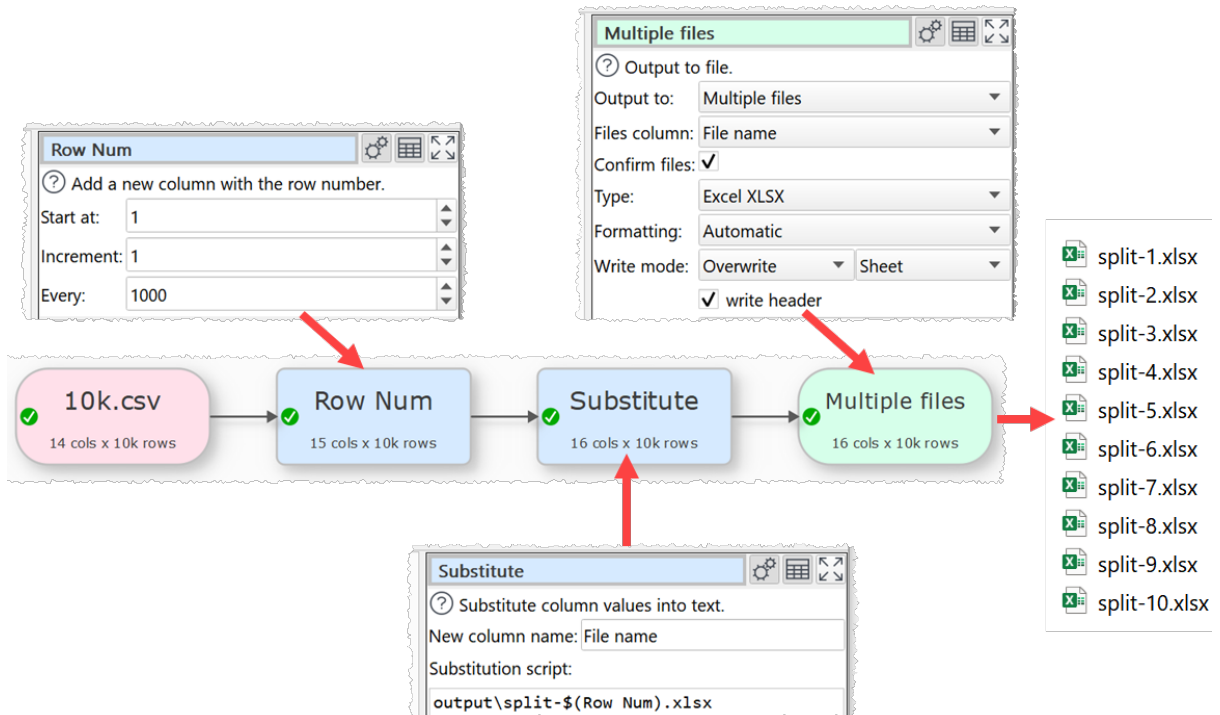 Multiple files
Output to file.
Output to: Multiple files
Files column: File name
Confirm files:
Type: Excel XLSX
Formatting: Automatic
Write mode: Overwrite Sheet
write header
Row Num
Add a new column with the row number.
Start at: 1
Increment: 1
Every: 1000
10k.csv
14 cols x 10k rows
Row Num
15 cols x 10k rows
Substitute
16 cols x 10k rows
Multiple files
16 cols x 10k rows
split-1.xlsx
split-2.xlsx
split-3.xlsx
split-4.xlsx
split-5.xlsx
split-6.xlsx
split-7.xlsx
split-8.xlsx
split-9.xlsx
split-10.xlsx
Substitute
Substitute column values into text.
New column name: File name
Substitution script:
output\split-$(Row Num).xlsx